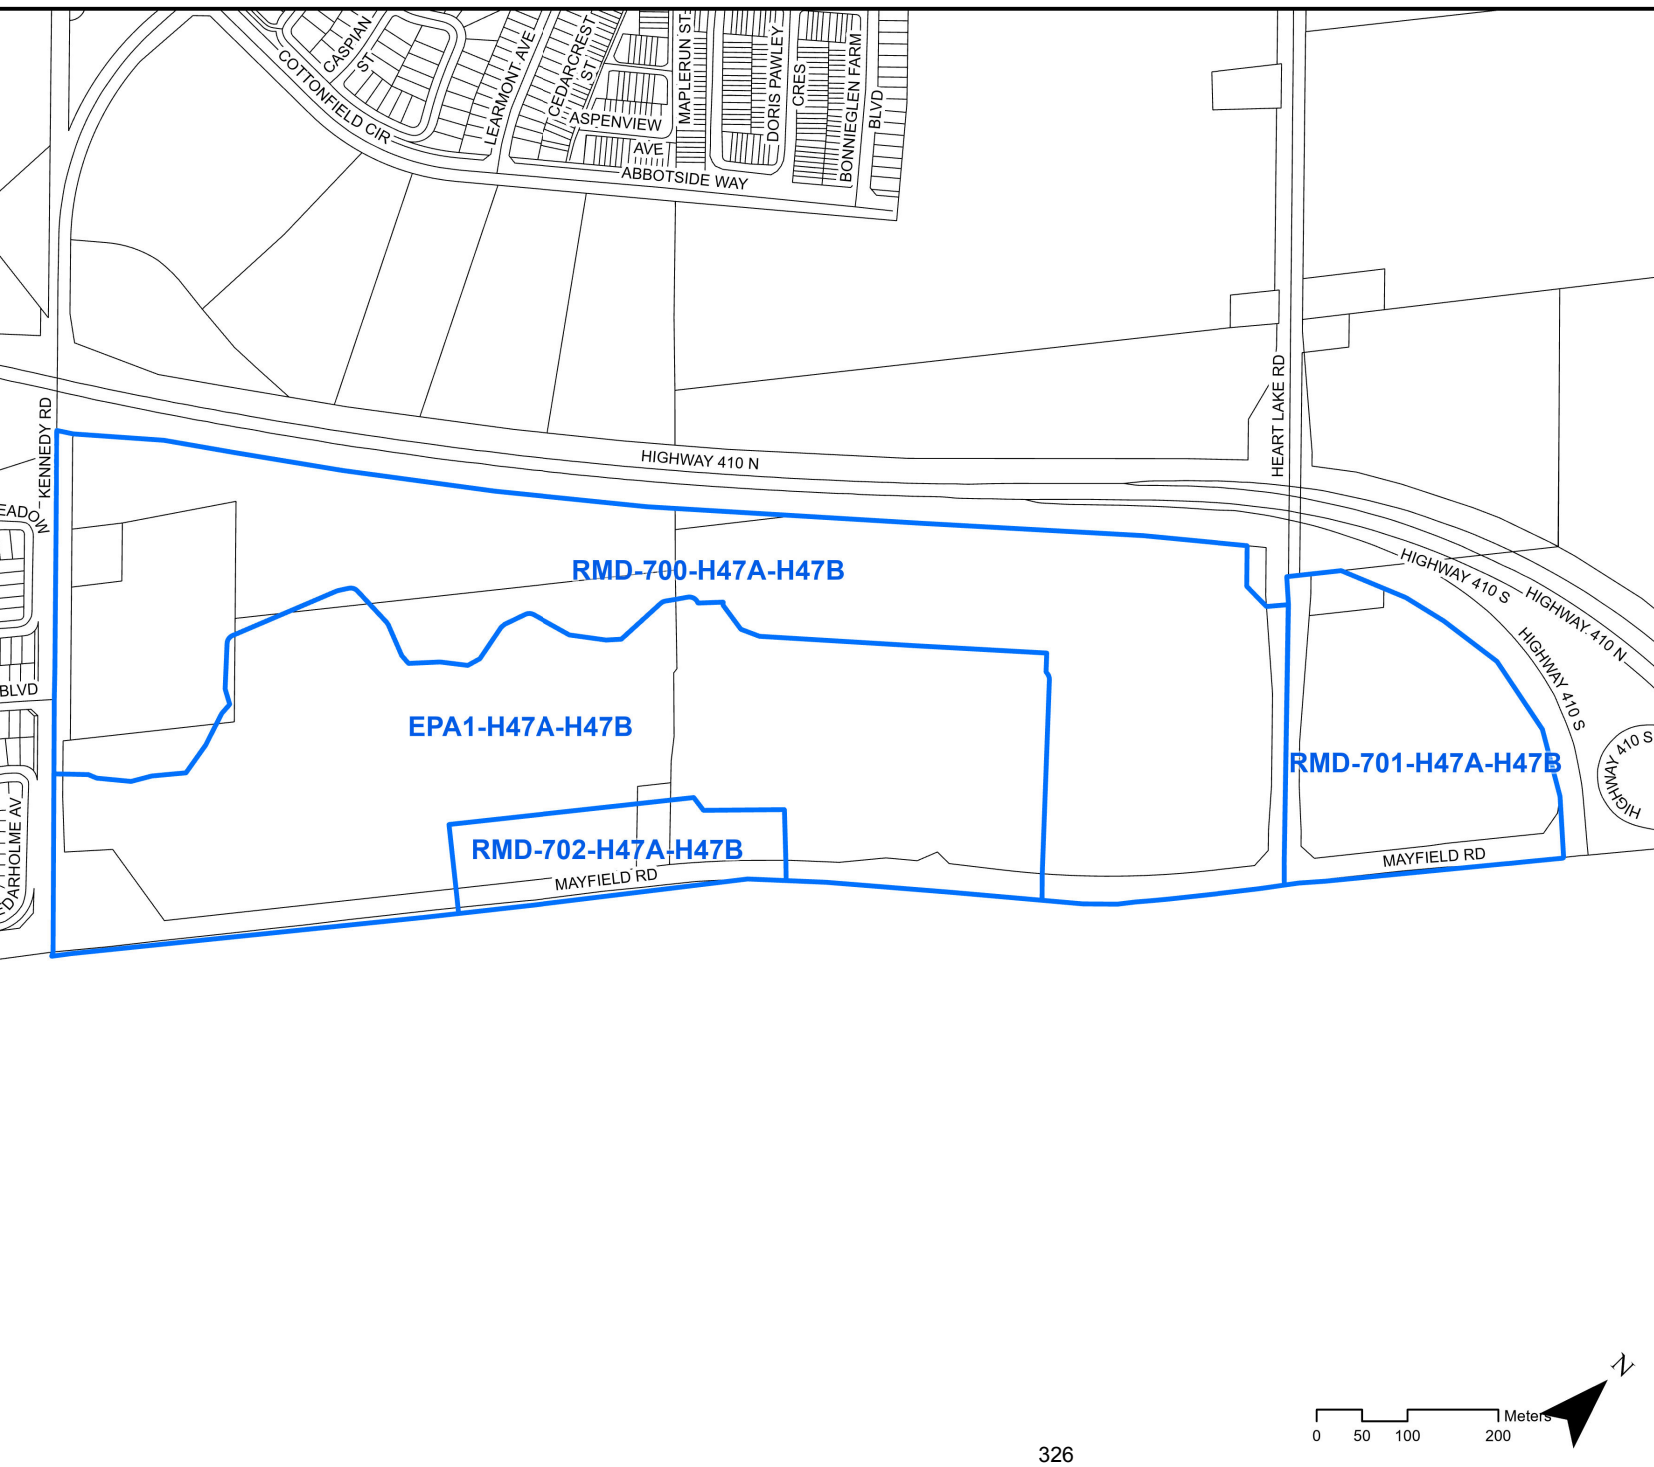 CASPIAN
ST
COTTONFIELD CIR
LEARMONT AVE
CEDARCREST
ST
ASPENVIEW
AVE
MAPLERUN ST
DORIS PAWLEY
CRES
BONNIEGLEN FARM
BLVD
ABBOTSIDE WAY
HEART LAKE RD
KENNEDY RD
HIGHWAY 410 N
EADOW
HIGHWAY 410 S
HIGHWAY 410 N
RMD-700-H47A-H47B
HIGHWAY 410 S
BLVD
EPA1-H47A-H47B
HIGHWAY 410 S
RMD-701-H47A-H47B
DARHOLME AV
RMD-702-H47A-H47B
MAYFIELD RD
MAYFIELD RD
N
Meters
0 50 100 200
326